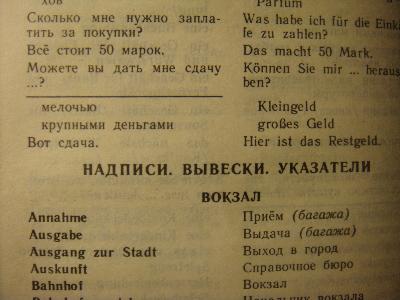 хов Parfum
Сколько мне нужно запла- Was habe ich für die Eink
тить за покупки? fe zu zahlen?
Всё стоит 50 марок. Das macht 50 Mark.
Можете вы дать мне сдачу Können Sie mir ... heraus
...? ben?
мелочью Kleingeld
крупными деньгами großes Geld
Вот сдача. Hier ist das Restgeld.
НАДПИСИ. ВЫВЕСКИ. УКАЗАТЕЛИ
ВОКЗАЛ
Annahme Приём (багажа)
Ausgabe Выдача (багажа)
Ausgang zur Stadt Выход в город
Auskunft Справочное бюро
Bahnhof Вокзал
Начальник вокзала